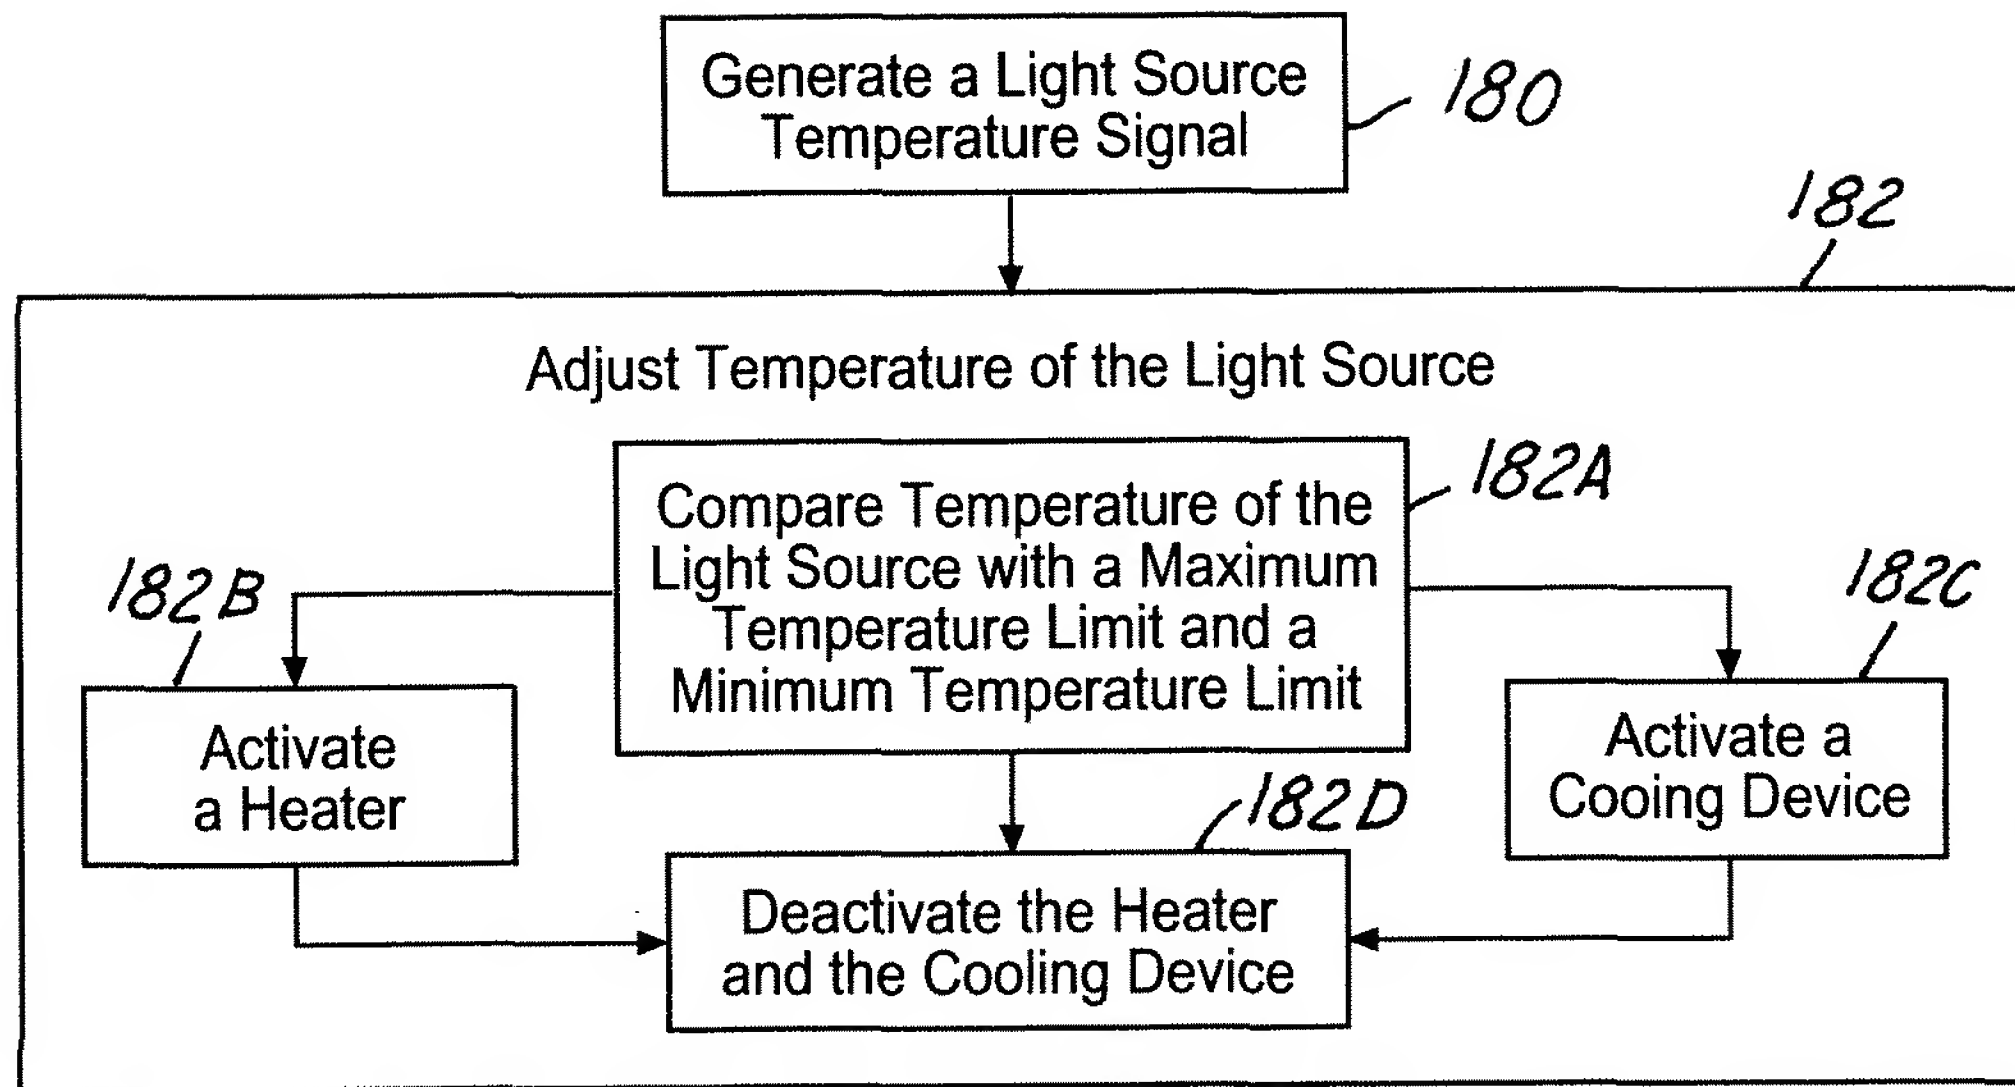 Generate a Light Source
Temperature Signal
180
182
Adjust Temperature of the Light Source
182A
Compare Temperature of the
Light Source with a Maximum
Temperature Limit and a
Minimum Temperature Limit
182B
182C
Activate
a Heater
Activate a
Cooing Device
182D
Deactivate the Heater
and the Cooling Device